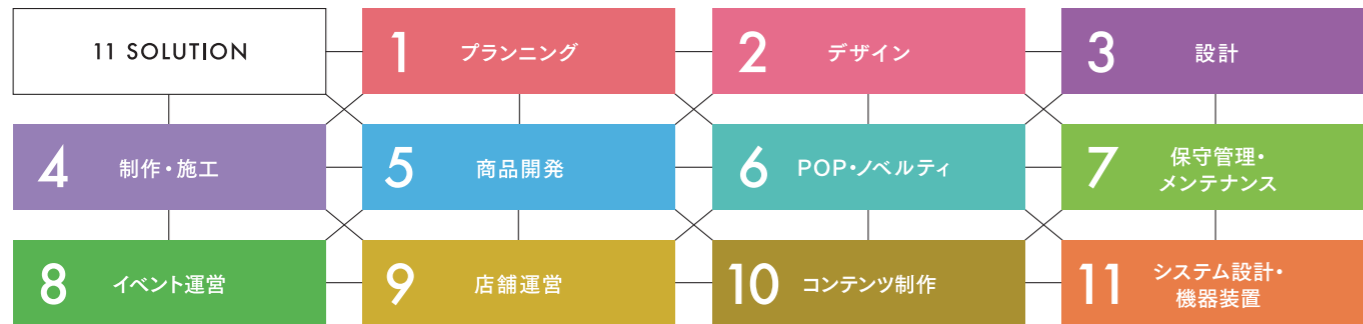 11 SOLUTION
1 プランニング
2 デザイン
3 設計
4 制作・施工
5 商品開発
6 POP・ノベルティ
7 保守管理・
メンテナンス
8 イベント運営
9 店舗運営
10 コンテンツ制作
11 システム設計・
機器装置